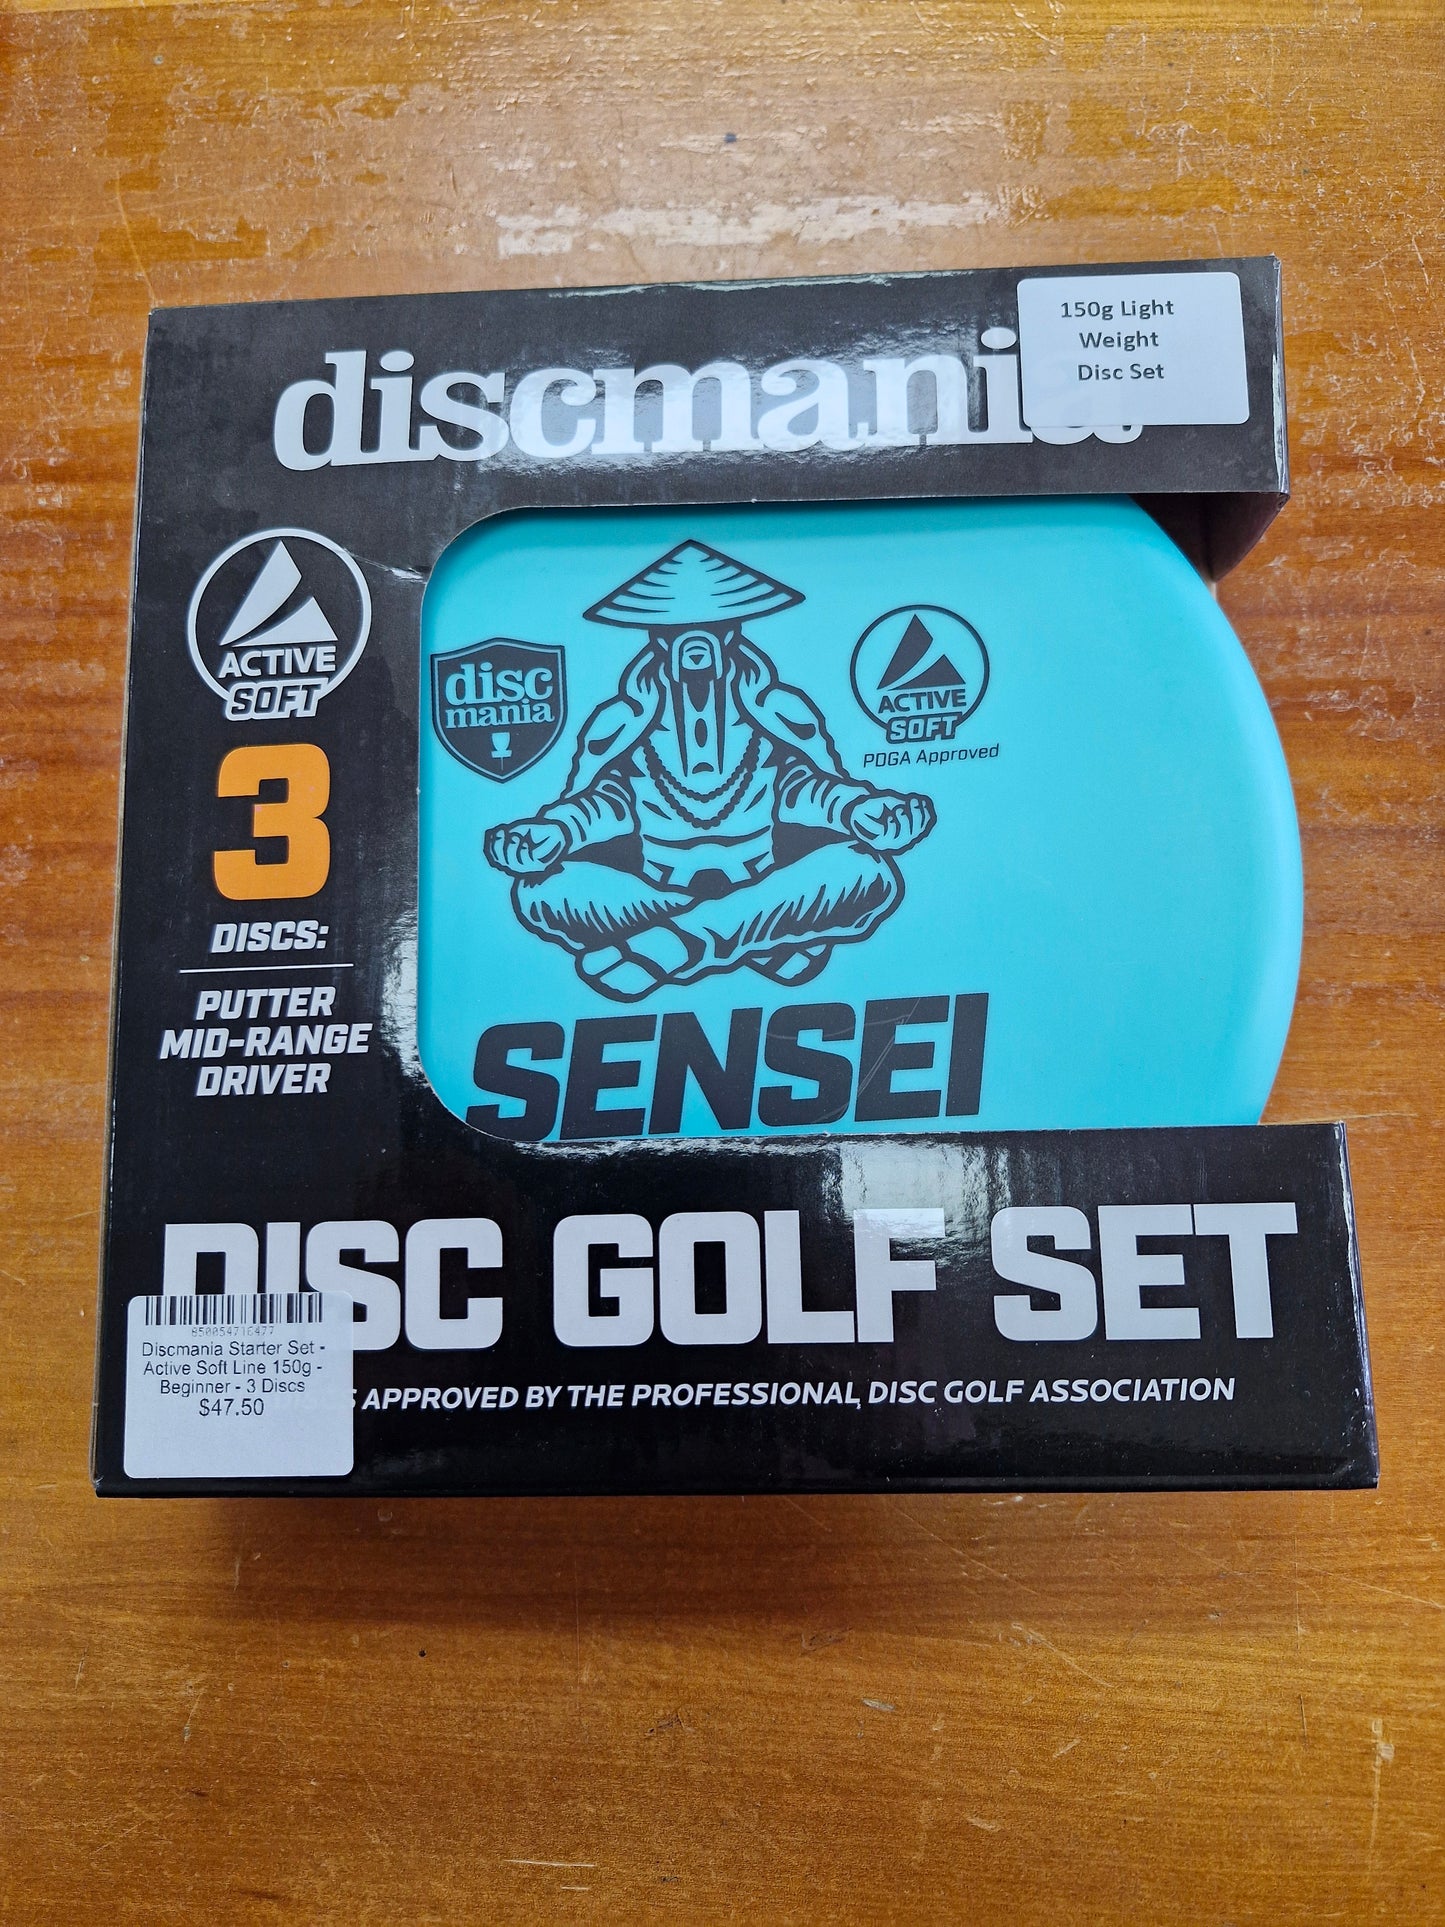 discmania
150g Light
Weight
Disc Set
ACTIVE
SOFT
3
DISCS:
PUTTER
MID-RANGE
DRIVER
disc
mania
ACTIVE
SOFT
PDGA Approved
SENSEI
DISC GOLF SET
850054716477
Discmania Starter Set -
Active Soft Line 150g -
Beginner - 3 Discs
$47.50
APPROVED BY THE PROFESSIONAL DISC GOLF ASSOCIATION